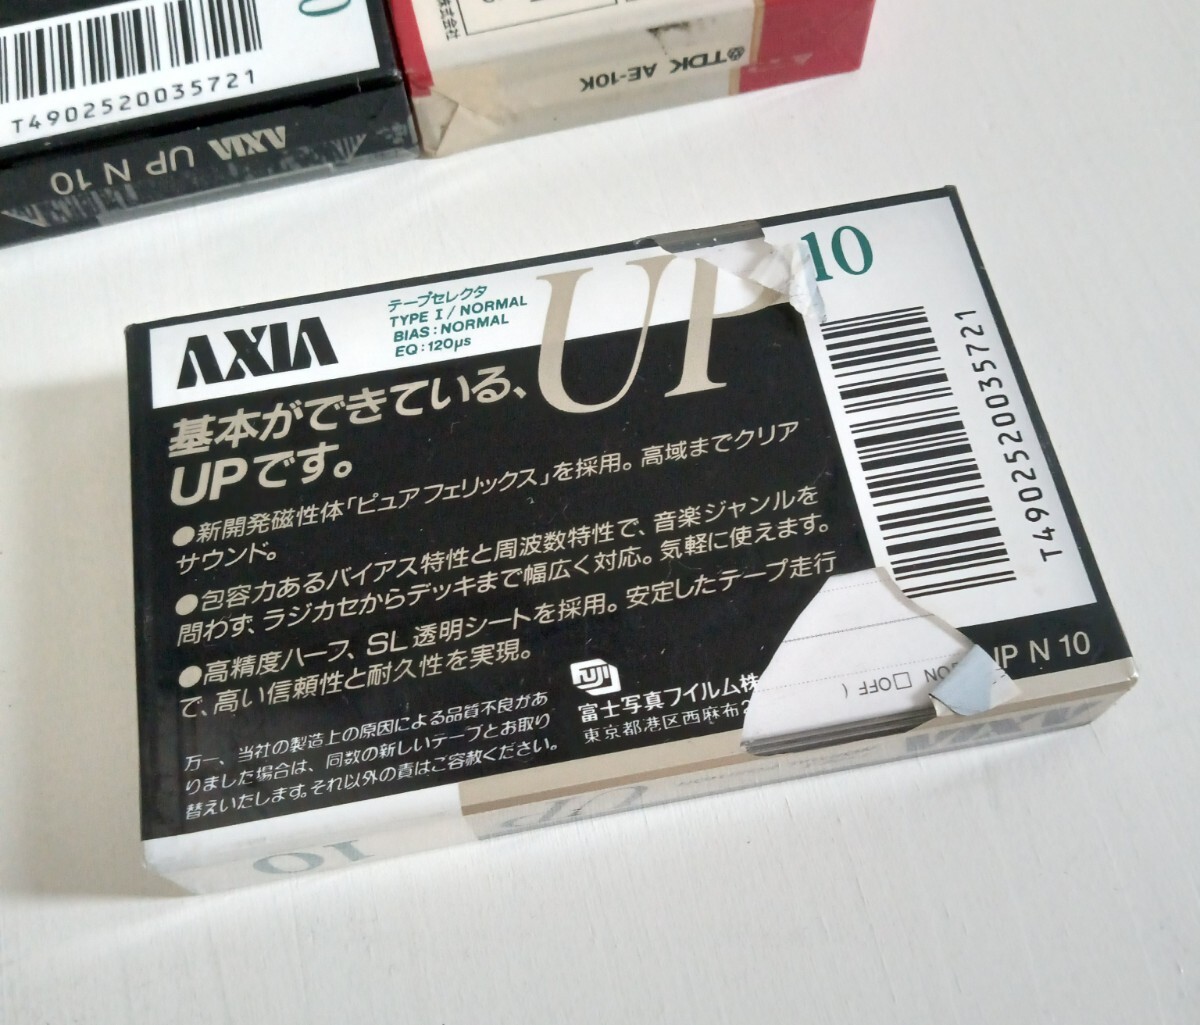 T4902520035721
AXIA UP N 10
株式会社
TDK AE-10K
AXIA
テープセレクタ
TYPE I/NORMAL
BIAS:NORMAL
EQ:120μs
UP
10
基本ができている、
UPです。
●新開発磁性体「ピュアフェリックス」を採用。高域までクリア
サウンド。
●包容力あるバイアス特性と周波数特性で、音楽ジャンルを
問わず、ラジカセからデッキまで幅広く対応。気軽に使えます。
●高精度ハーフ、SL透明シートを採用。安定したテープ走行
で、高い信頼性と耐久性を実現。
万一、当社の製造上の原因による品質不良があ
りました場合は、同数の新しいテープとお取り
替えいたします。それ以外の責はご容赦ください。
FUJI
富士写真フイルム株
東京都港区西麻布2
T4902520035721
ON □OFF (
UP N 10
AXIA
UP
10